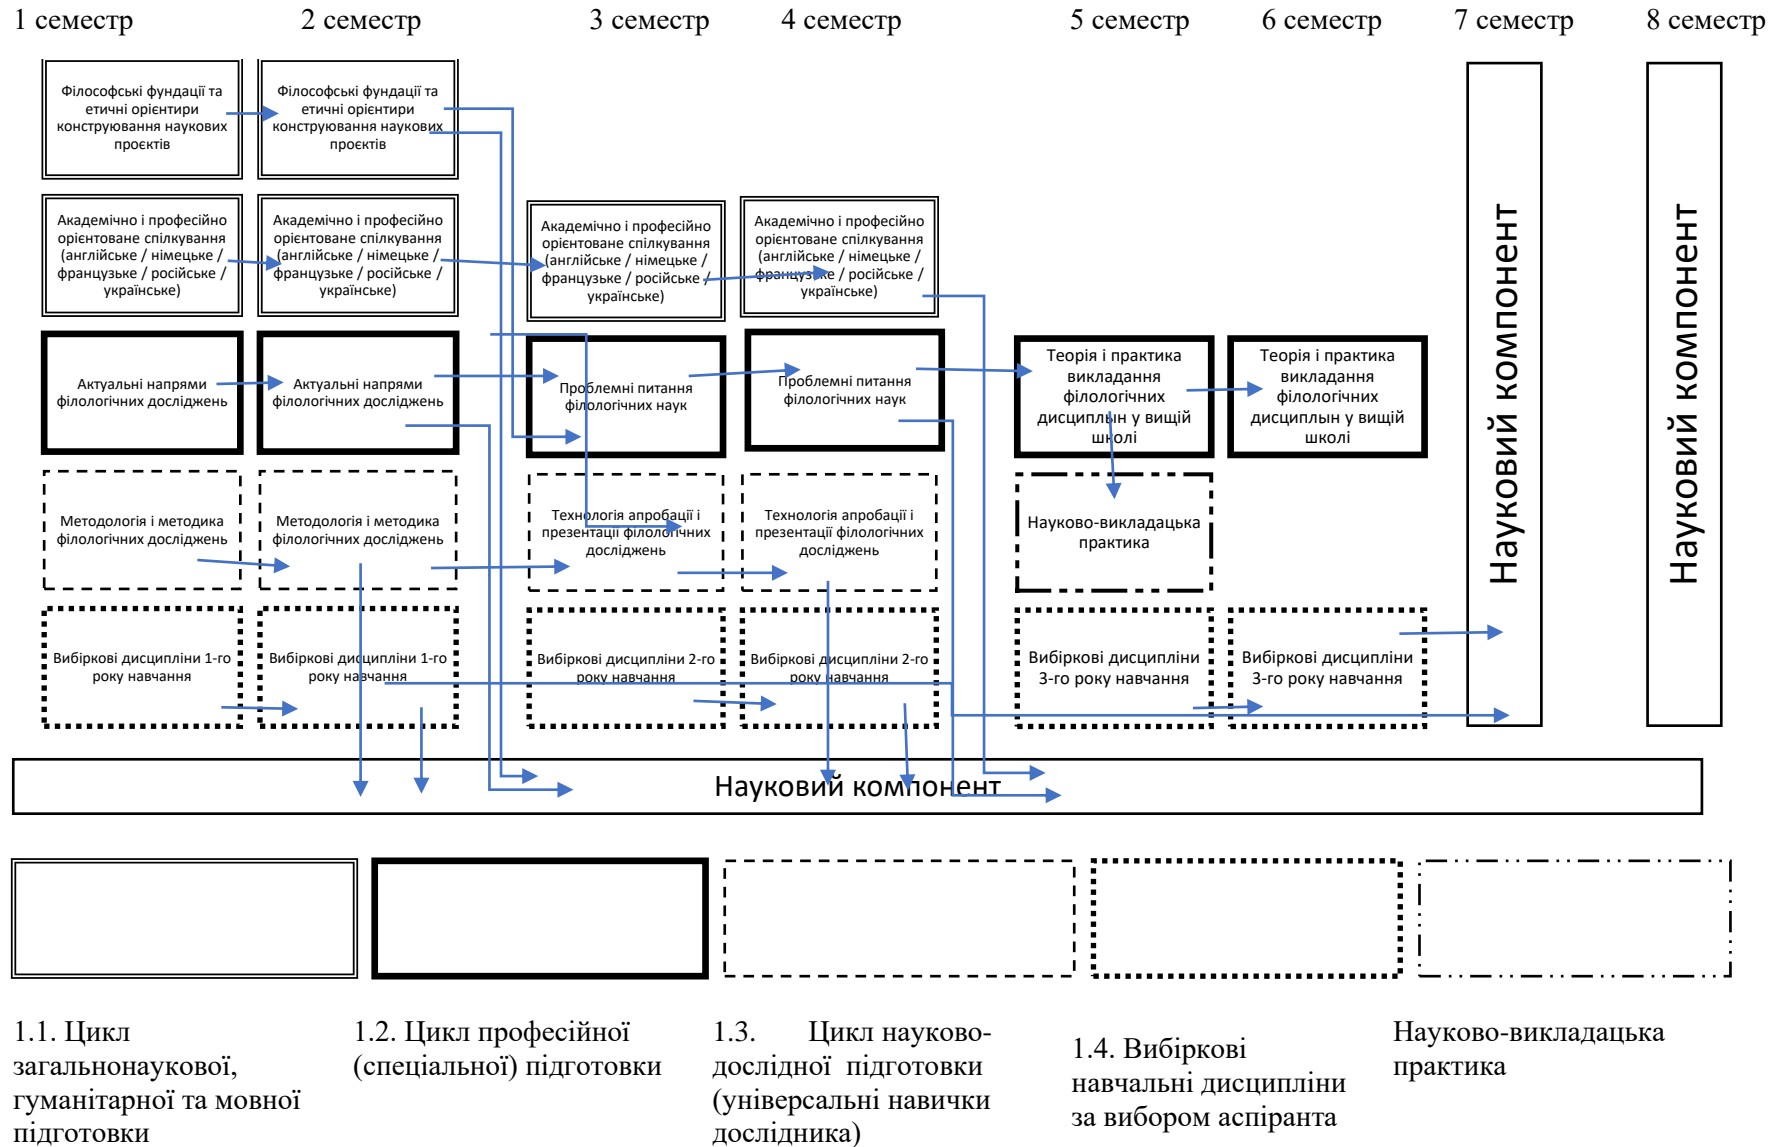 1 семестр
2 семестр
3 семестр
4 семестр
5 семестр
6 семестр
7 семестр
8 семестр
Філософські фундації та
етичні орієнтири
конструювання наукових
проєктів
Філософські фундації та
етичні орієнтири
конструювання наукових
проєктів
Академічно і професійно
орієнтоване спілкування
(англійське / німецьке /
французьке / російське /
українське)
Академічно і професійно
орієнтоване спілкування
(англійське / німецьке /
французьке / російське /
українське)
Академічно і професійно
орієнтоване спілкування
(англійське / німецьке /
французьке / російське /
українське)
Академічно і професійно
орієнтоване спілкування
(англійське / німецьке /
французьке / російське /
українське)
Актуальні напрями
філологічних досліджень
Актуальні напрями
філологічних досліджень
Проблемні питання
філологічних наук
Проблемні питання
філологічних наук
Теорія і практика
викладання
філологічних
дисциплын у вищій
школі
Теорія і практика
викладання
філологічних
дисциплын у вищій
школі
Методологія і методика
філологічних досліджень
Методологія і методика
філологічних досліджень
Технологія апробації і
презентації філологічних
досліджень
Технологія апробації і
презентації філологічних
досліджень
Науково-викладацька
практика
Вибіркові дисципліни 1-го
року навчання
Вибіркові дисципліни 1-го
року навчання
Вибіркові дисципліни 2-го
року навчання
Вибіркові дисципліни 2-го
року навчання
Вибіркові дисципліни
3-го року навчання
Вибіркові дисципліни
3-го року навчання
Науковий компонент
Науковий компонент
Науковий компонент
1.1. Цикл
загальнонаукової,
гуманітарної та мовної
підготовки
1.2. Цикл професійної
(спеціальної) підготовки
1.3. Цикл науково-
дослідної підготовки
(універсальні навички
дослідника)
1.4. Вибіркові
навчальні дисципліни
за вибором аспіранта
Науково-викладацька
практика